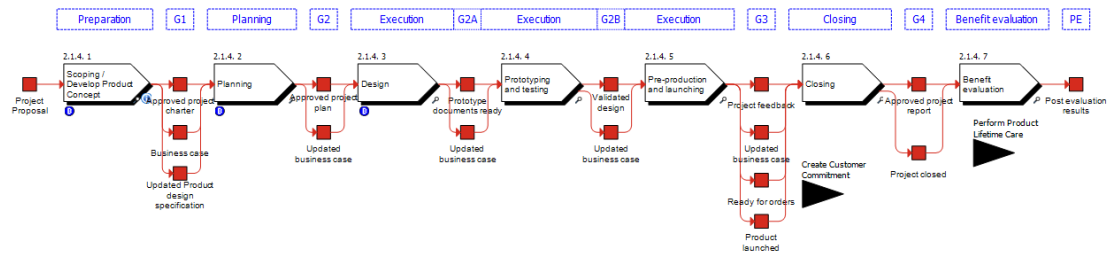 Preparation
G1
Planning
G2
Execution
G2A
Execution
G2B
Execution
G3
Closing
G4
Benefit evaluation
PE
2.1.4. 1
2.1.4. 2
2.1.4. 3
2.1.4. 4
2.1.4. 5
2.1.4. 6
2.1.4. 7
Scoping /
Develop Product
Concept
Planning
Design
Prototyping
and testing
Pre-production
and launching
Closing
Benefit
evaluation
Project
Proposal
Approved project
charter
Approved project
plan
Prototype
documents ready
Validated
design
Project feedback
Approved project
report
Post evaluation
results
Business case
Updated
business case
Updated
business case
Updated
business case
Updated
business case
Perform Product
Lifetime Care
Updated Product
design
specification
Ready for orders
Create Customer
Commitment
Project closed
Product
launched